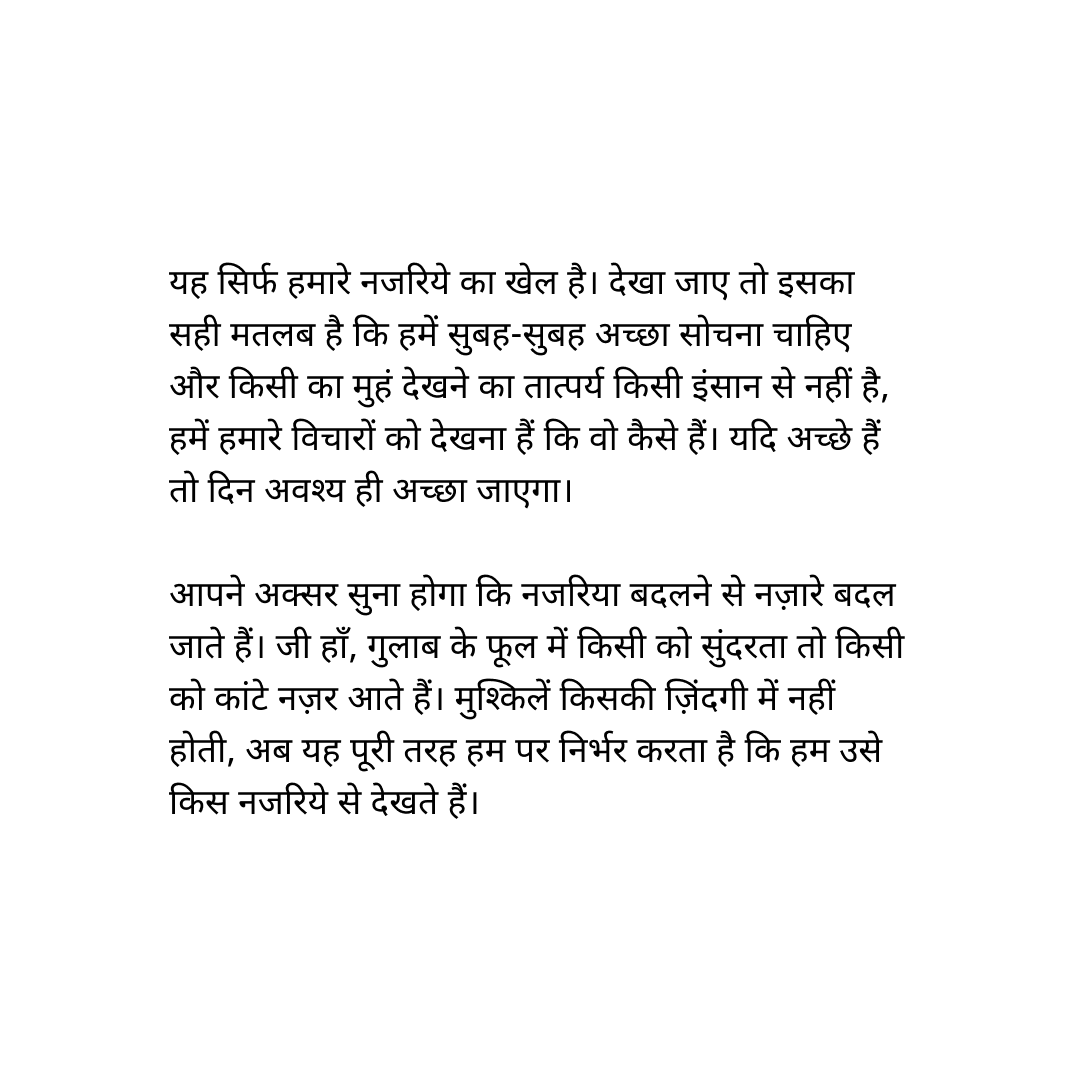 यह सिर्फ हमारे नजरिये का खेल है। देखा जाए तो इसका
सही मतलब है कि हमें सुबह-सुबह अच्छा सोचना चाहिए
और किसी का मुहं देखने का तात्पर्य किसी इंसान से नहीं है,
हमें हमारे विचारों को देखना हैं कि वो कैसे हैं। यदि अच्छे हैं
तो दिन अवश्य ही अच्छा जाएगा।
आपने अक्सर सुना होगा कि नजरिया बदलने से नज़ारे बदल
जाते हैं। जी हाँ, गुलाब के फूल में किसी को सुंदरता तो किसी
को कांटे नज़र आते हैं। मुश्किलें किसकी ज़िंदगी में नहीं
होती, अब यह पूरी तरह हम पर निर्भर करता है कि हम उसे
किस नजरिये से देखते हैं।